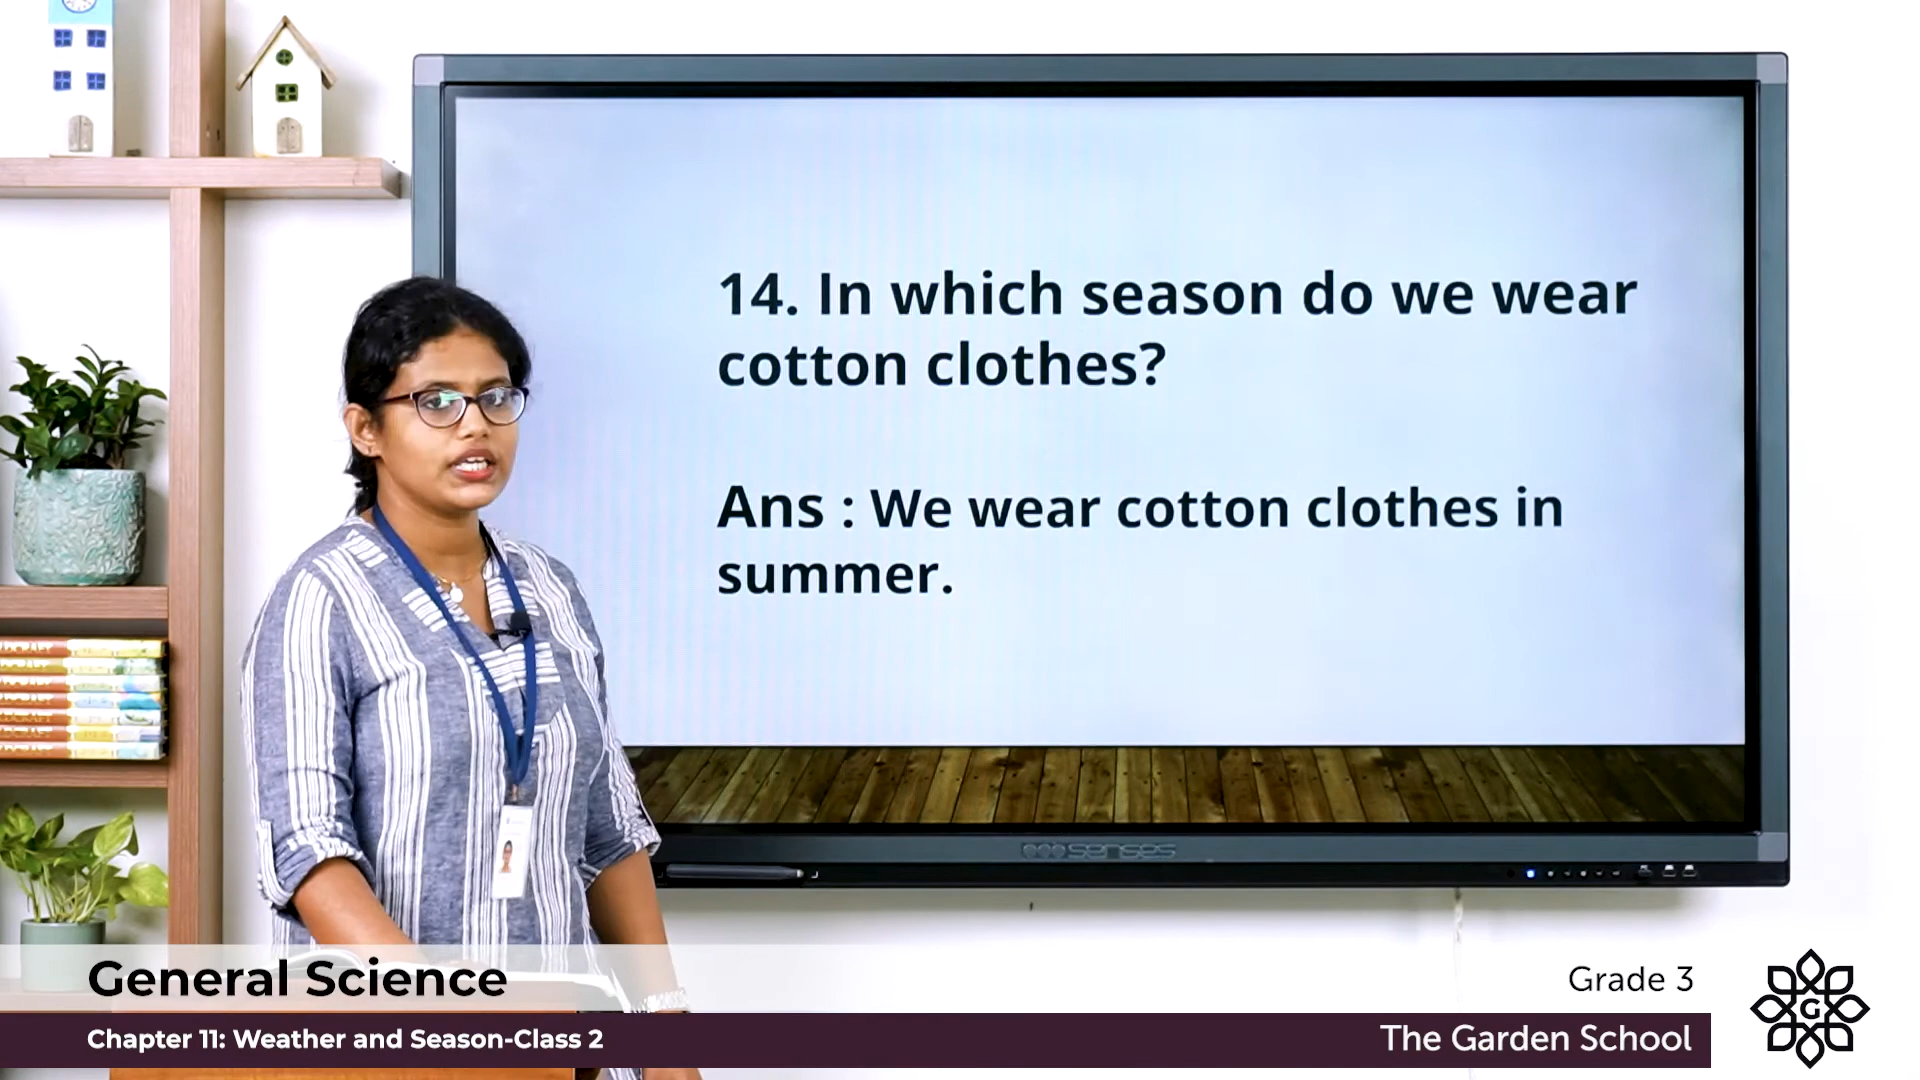 14. In which season do we wear
cotton clothes?
Ans : We wear cotton clothes in
summer.
senses
General Science
Grade 3
Chapter 11: Weather and Season-Class 2
The Garden School
G